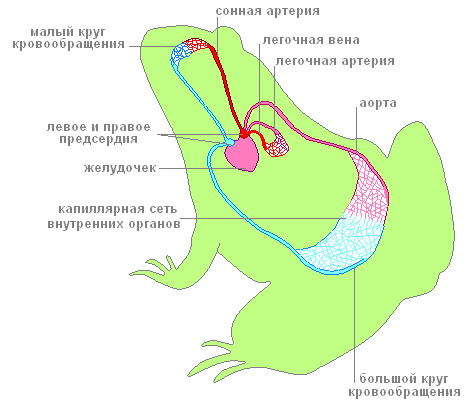 сонная артерия
малый круг
кровообращения
легочная вена
легочная артерия
аорта
левое и правое
предсердия
желудочек
капиллярная сеть
внутренних органов
большой круг
кровообращения